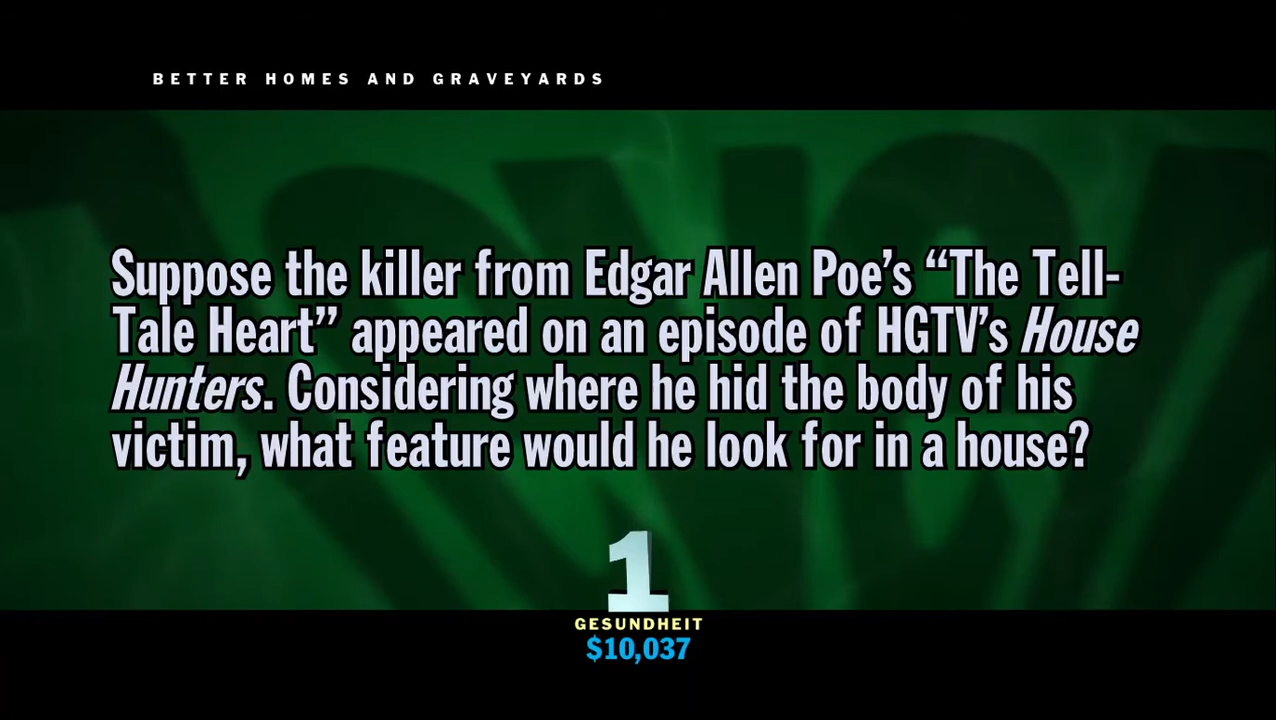 BETTER HOMES AND GRAVEYARDS
Suppose the killer from Edgar Allen Poe’s “The Tell-
Tale Heart” appeared on an episode of HGTV’s House
Hunters. Considering where he hid the body of his
victim, what feature would he look for in a house?
1
GESUNDHEIT
$10,037